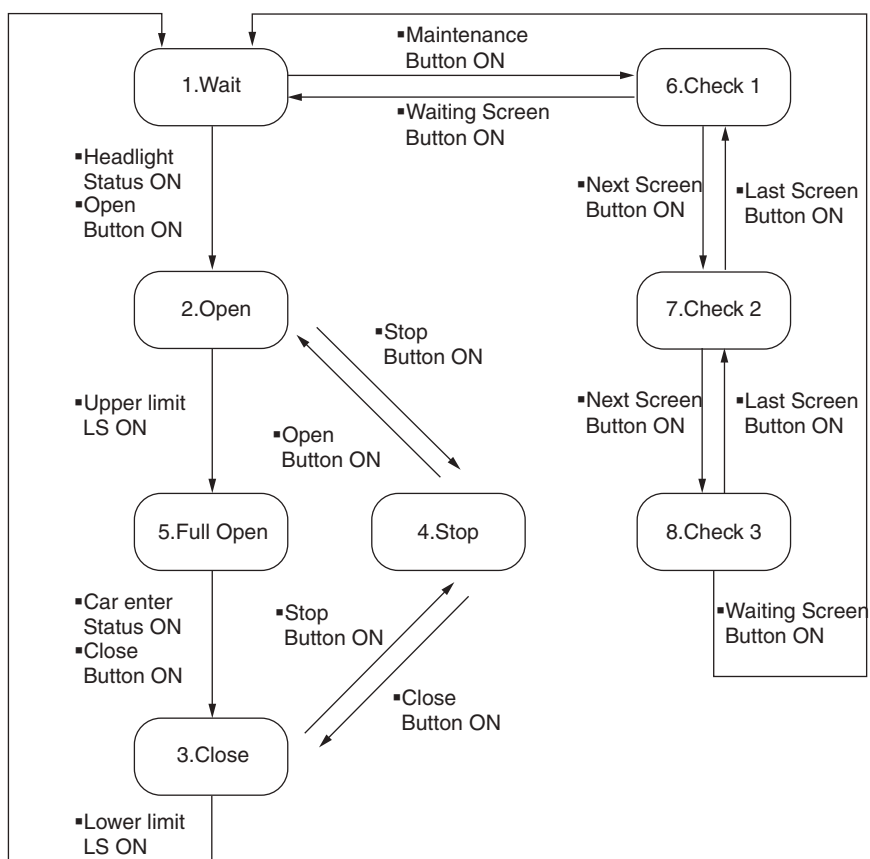 ▪Maintenance
Button ON
1.Wait
6.Check 1
▪Waiting Screen
Button ON
▪Headlight
Status ON
▪Open
Button ON
▪Next Screen
Button ON
▪Last Screen
Button ON
2.Open
7.Check 2
▪Stop
Button ON
▪Upper limit
LS ON
▪Open
Button ON
▪Next Screen
Button ON
▪Last Screen
Button ON
5.Full Open
4.Stop
8.Check 3
▪Car enter
Status ON
▪Close
Button ON
▪Stop
Button ON
▪Close
Button ON
▪Waiting Screen
Button ON
3.Close
▪Lower limit
LS ON